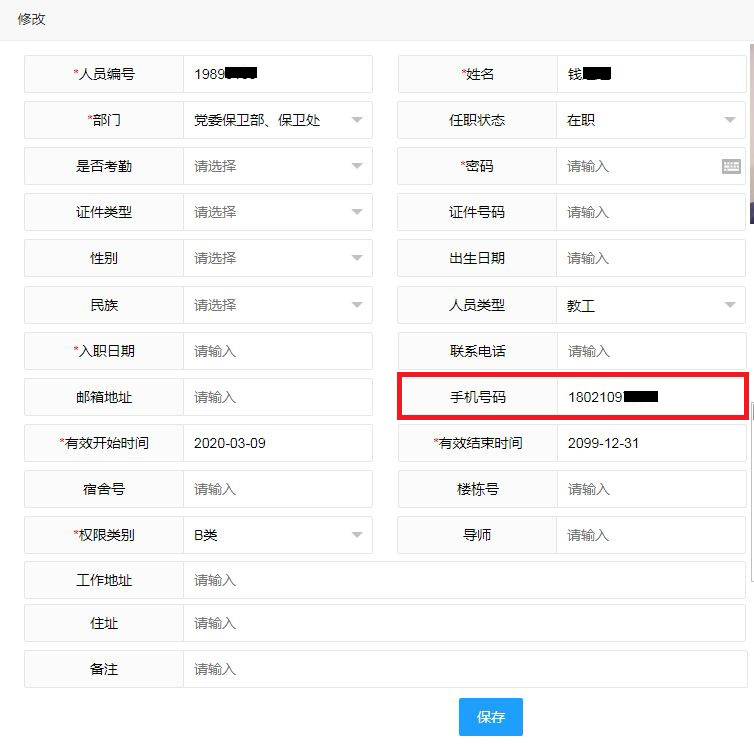 修改
*人员编号 1989 *姓名 钱
*部门 党委保卫部、保卫处 任职状态 在职
是否考勤 请选择 *密码 请输入
证件类型 请选择 证件号码 请输入
性别 请选择 出生日期 请输入
民族 请选择 人员类型 教工
*入职日期 请输入 联系电话 请输入
邮箱地址 请输入 手机号码 1802109
*有效开始时间 2020-03-09 *有效结束时间 2099-12-31
宿舍号 请输入 楼栋号 请输入
*权限类别 B类 导师 请输入
工作地址 请输入
住址 请输入
备注 请输入
保存